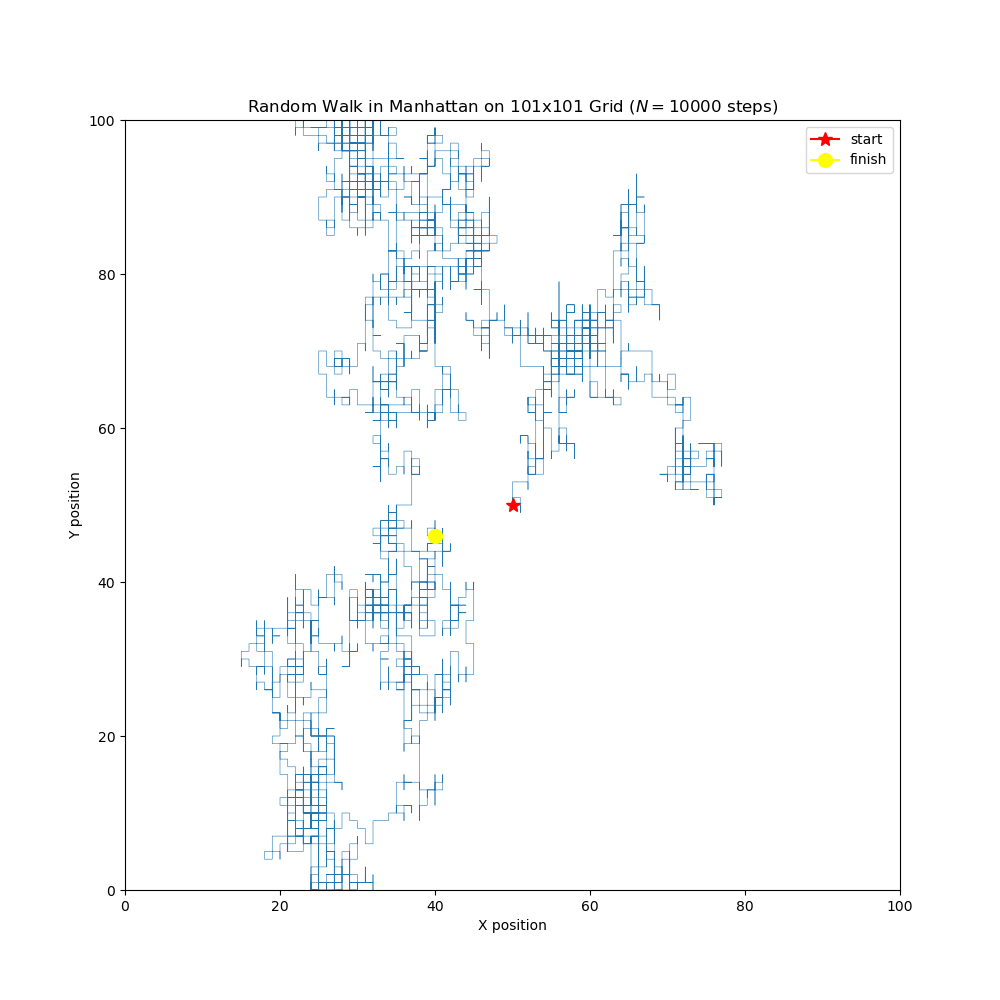 Random Walk in Manhattan on 101x101 Grid (N = 10000 steps)
100
start
finish
80
60
Y position
40
20
0
0 20 40 60 80 100
X position